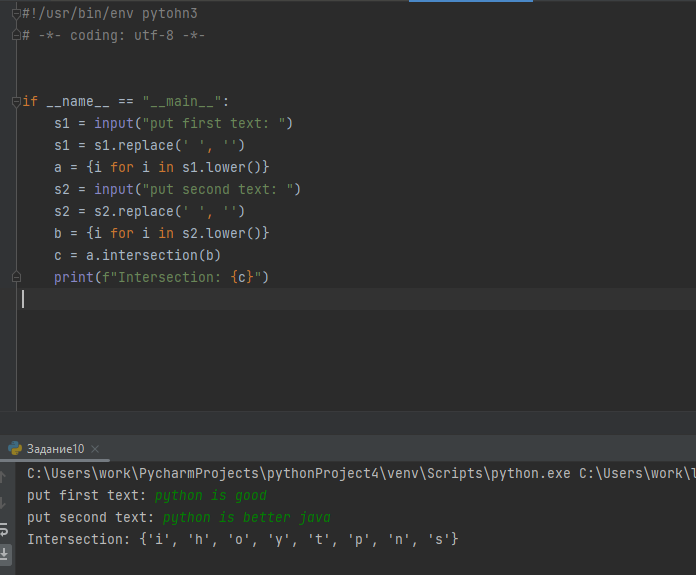 #!/usr/bin/env pytohn3
# -*- coding: utf-8 -*-
if __name__ == "__main__":
    s1 = input("put first text: ")
    s1 = s1.replace(' ', '')
    a = {i for i in s1.lower()}
    s2 = input("put second text: ")
    s2 = s2.replace(' ', '')
    b = {i for i in s2.lower()}
    c = a.intersection(b)
    print(f"Intersection: {c}")
Задание10
C:\Users\work\PycharmProjects\pythonProject4\venv\Scripts\python.exe C:\Users\work\
put first text: python is good
put second text: python is better java
Intersection: {'i', 'h', 'o', 'y', 't', 'p', 'n', 's'}